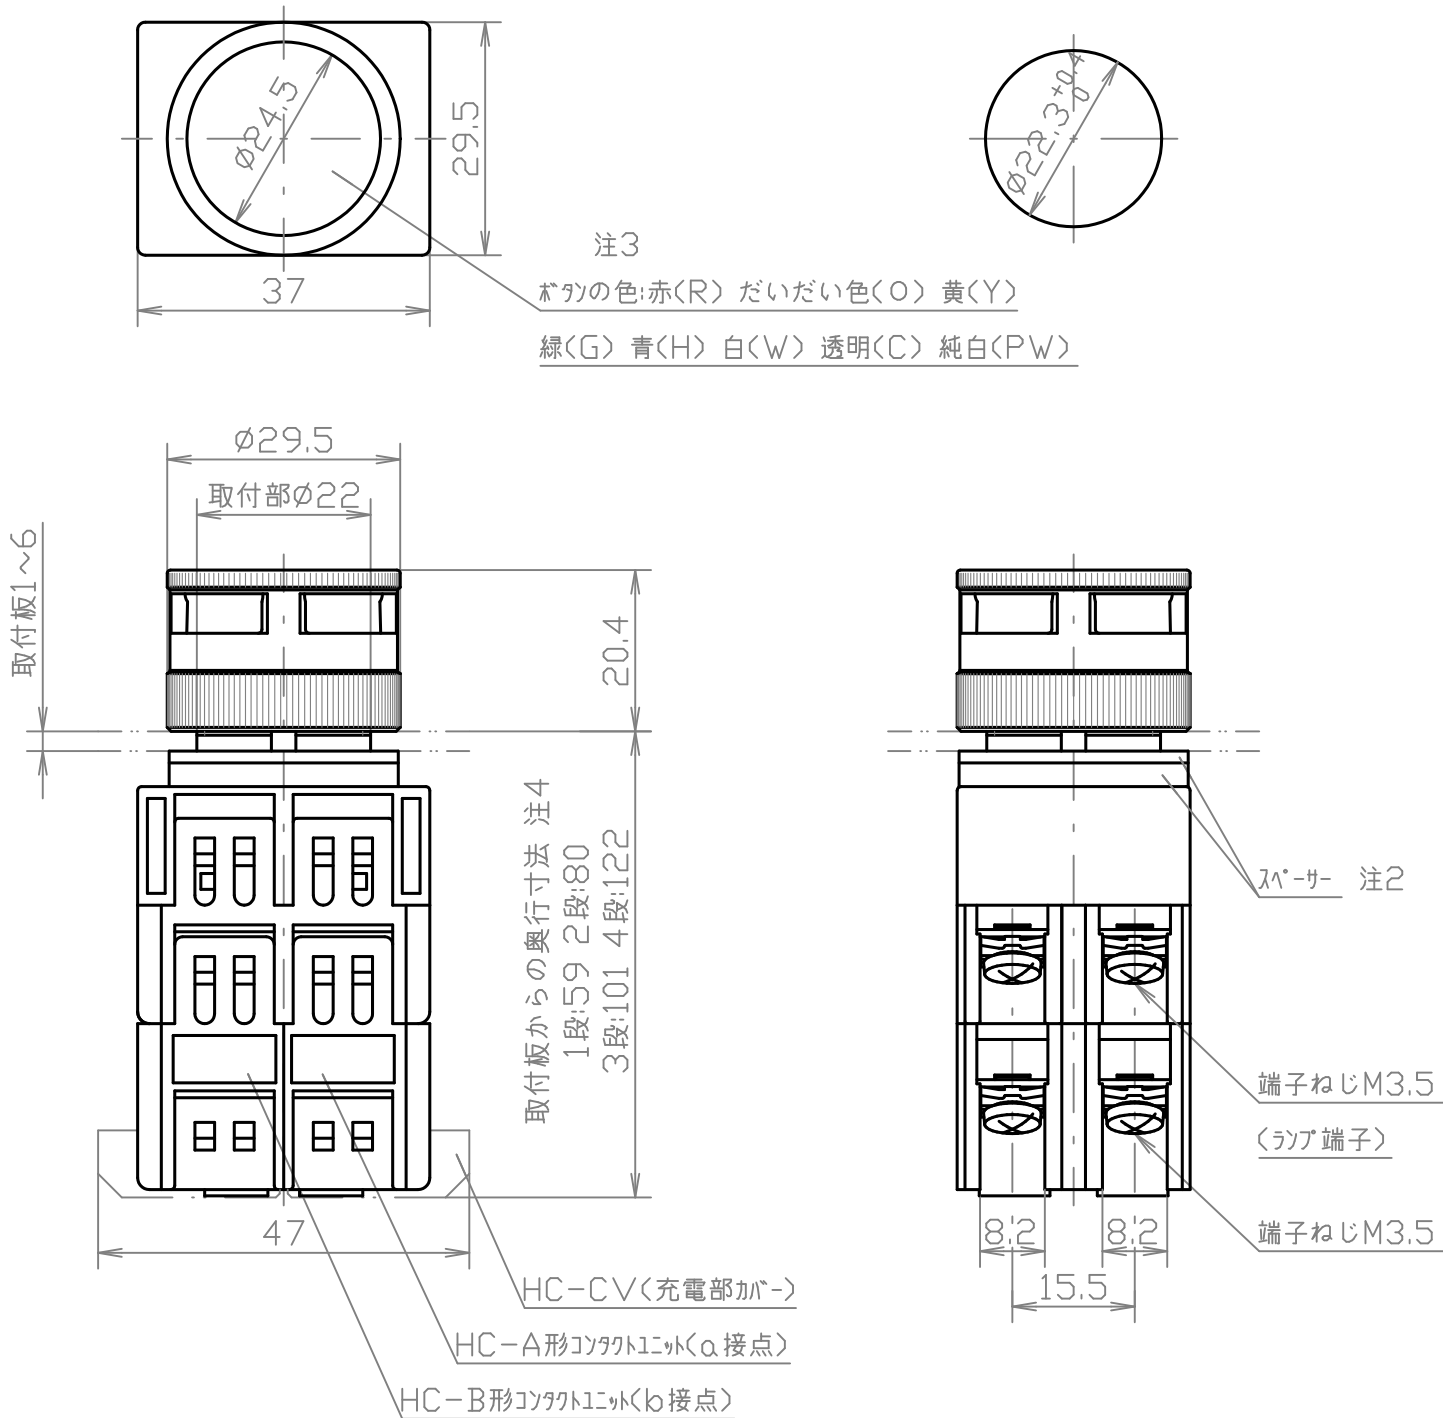 ø24.5
29.5
37
ø22.3 +0.4 0
注3
ボタンの色:赤(R) だいだい色(O) 黄(Y)
緑(G) 青(H) 白(W) 透明(C) 純白(PW)
ø29.5
取付部ø22
取付板1~6
20.4
取付板からの奥行寸法 注4
1段:59 2段:80
3段:101 4段:122
スペーサー 注2
端子ねじM3.5
(ランプ端子)
端子ねじM3.5
8.2
8.2
15.5
47
HC-CV(充電部カバー)
HC-A形コンタクトユニット(a接点)
HC-B形コンタクトユニット(b接点)